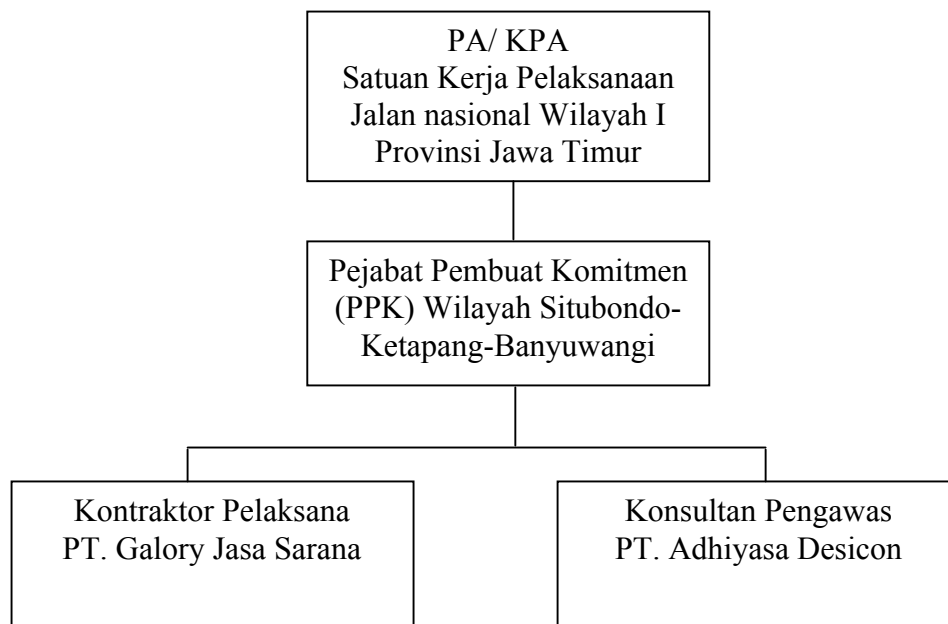 PA/ KPA
Satuan Kerja Pelaksanaan
Jalan nasional Wilayah I
Provinsi Jawa Timur
Pejabat Pembuat Komitmen
(PPK) Wilayah Situbondo-
Ketapang-Banyuwangi
Kontraktor Pelaksana
PT. Galory Jasa Sarana
Konsultan Pengawas
PT. Adhiyasa Desicon